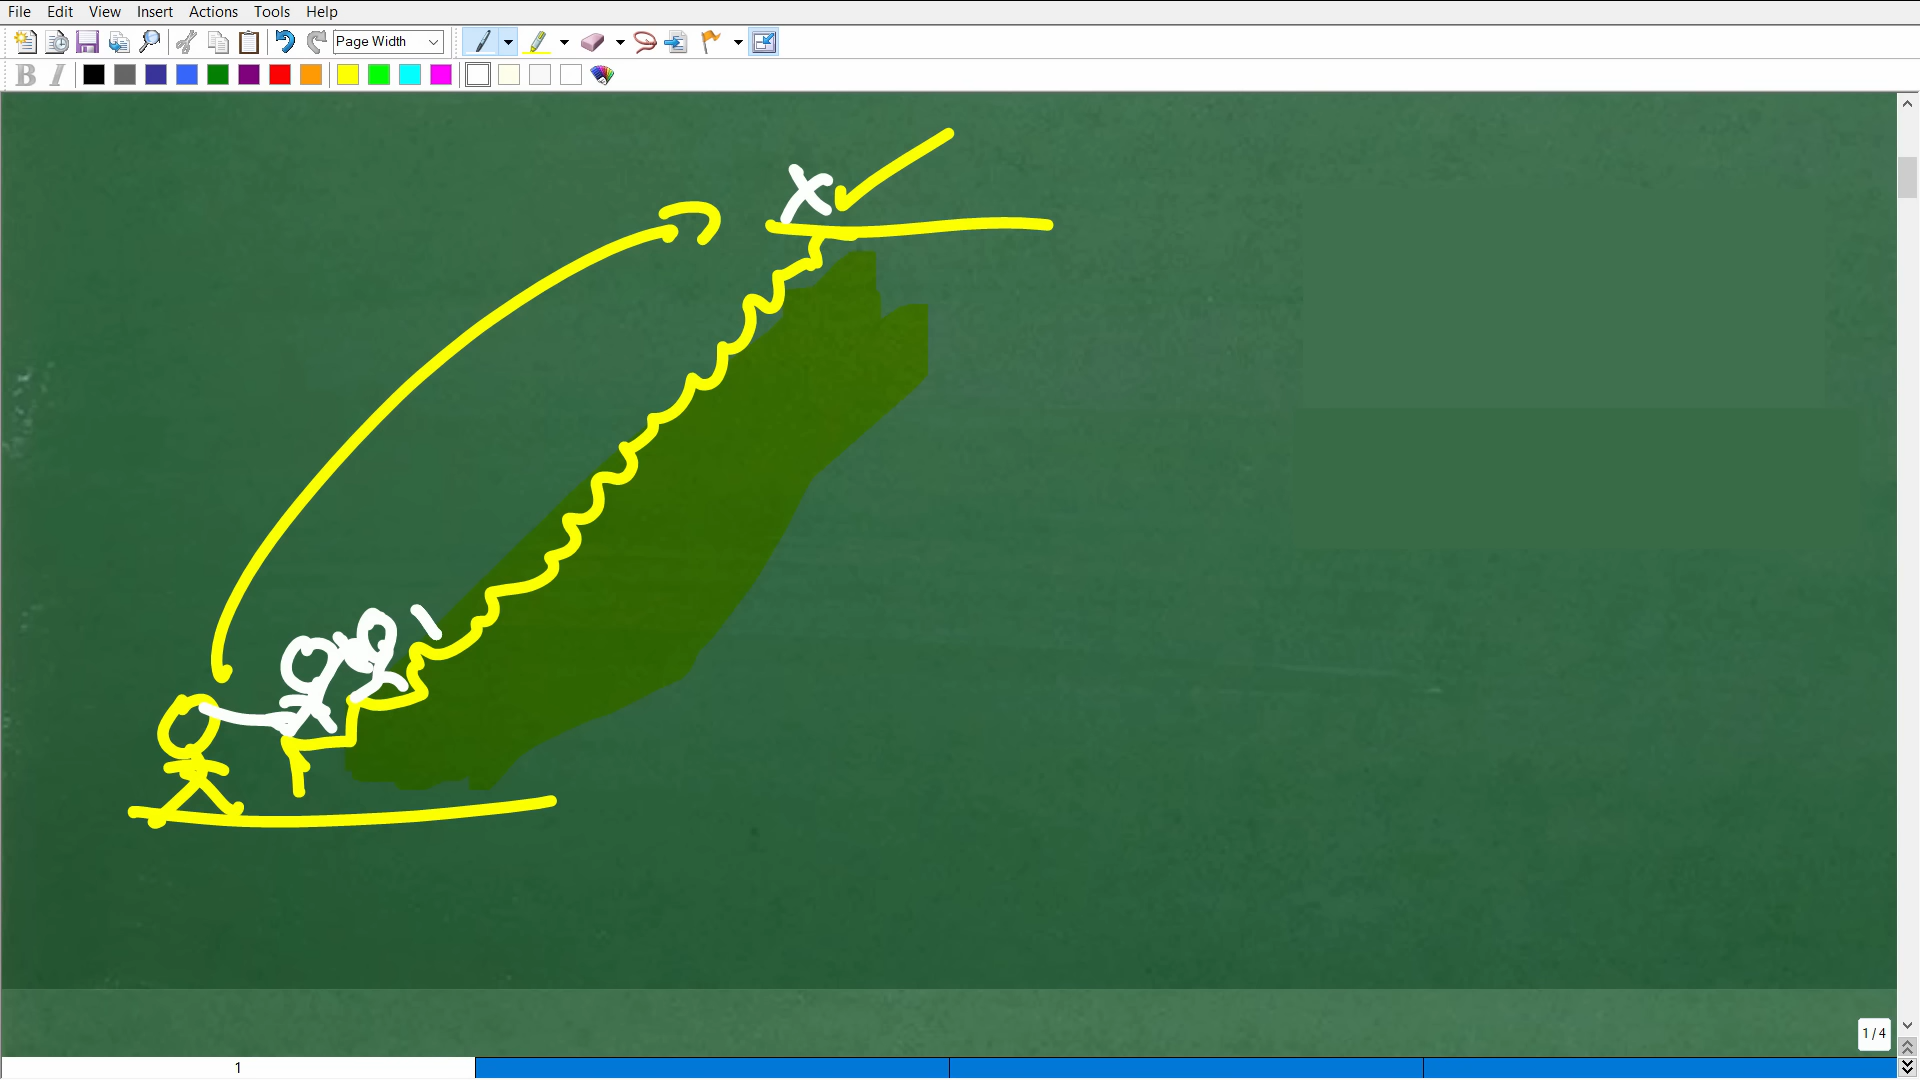 File Edit View Insert Actions Tools Help
Page Width
B I
X
1 / 4
1